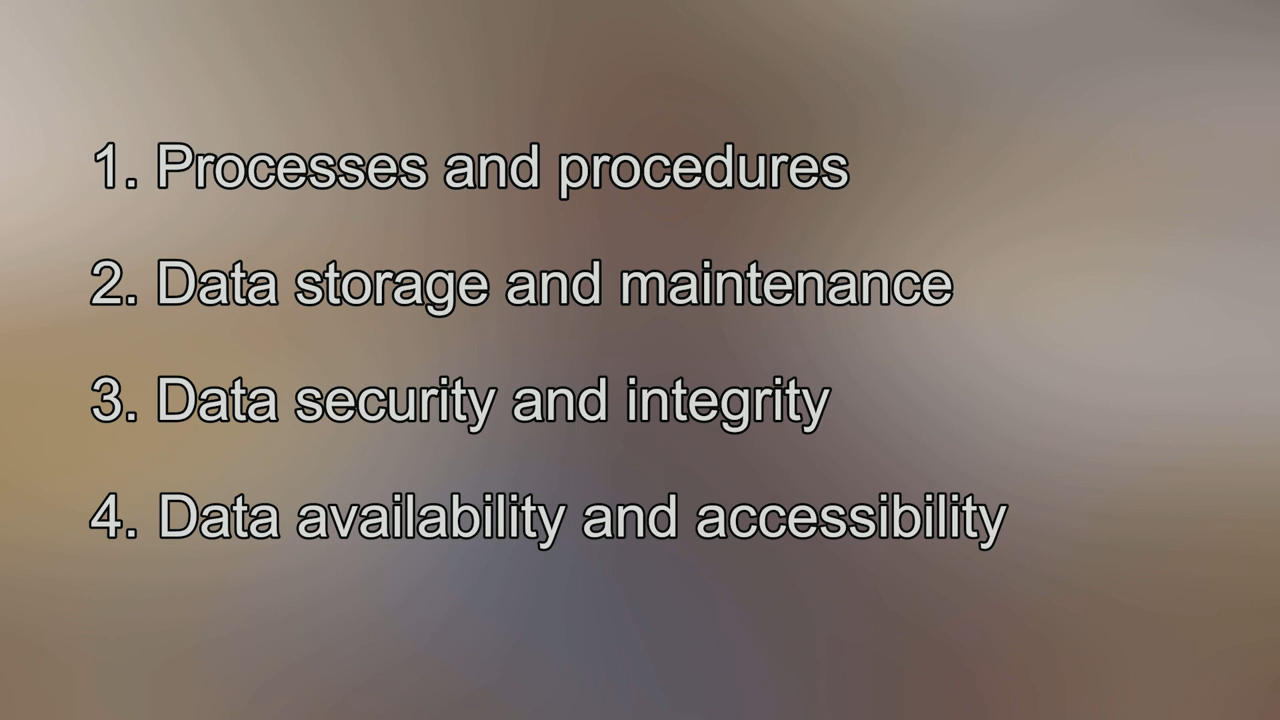 1. Processes and procedures
2. Data storage and maintenance
3. Data security and integrity
4. Data availability and accessibility